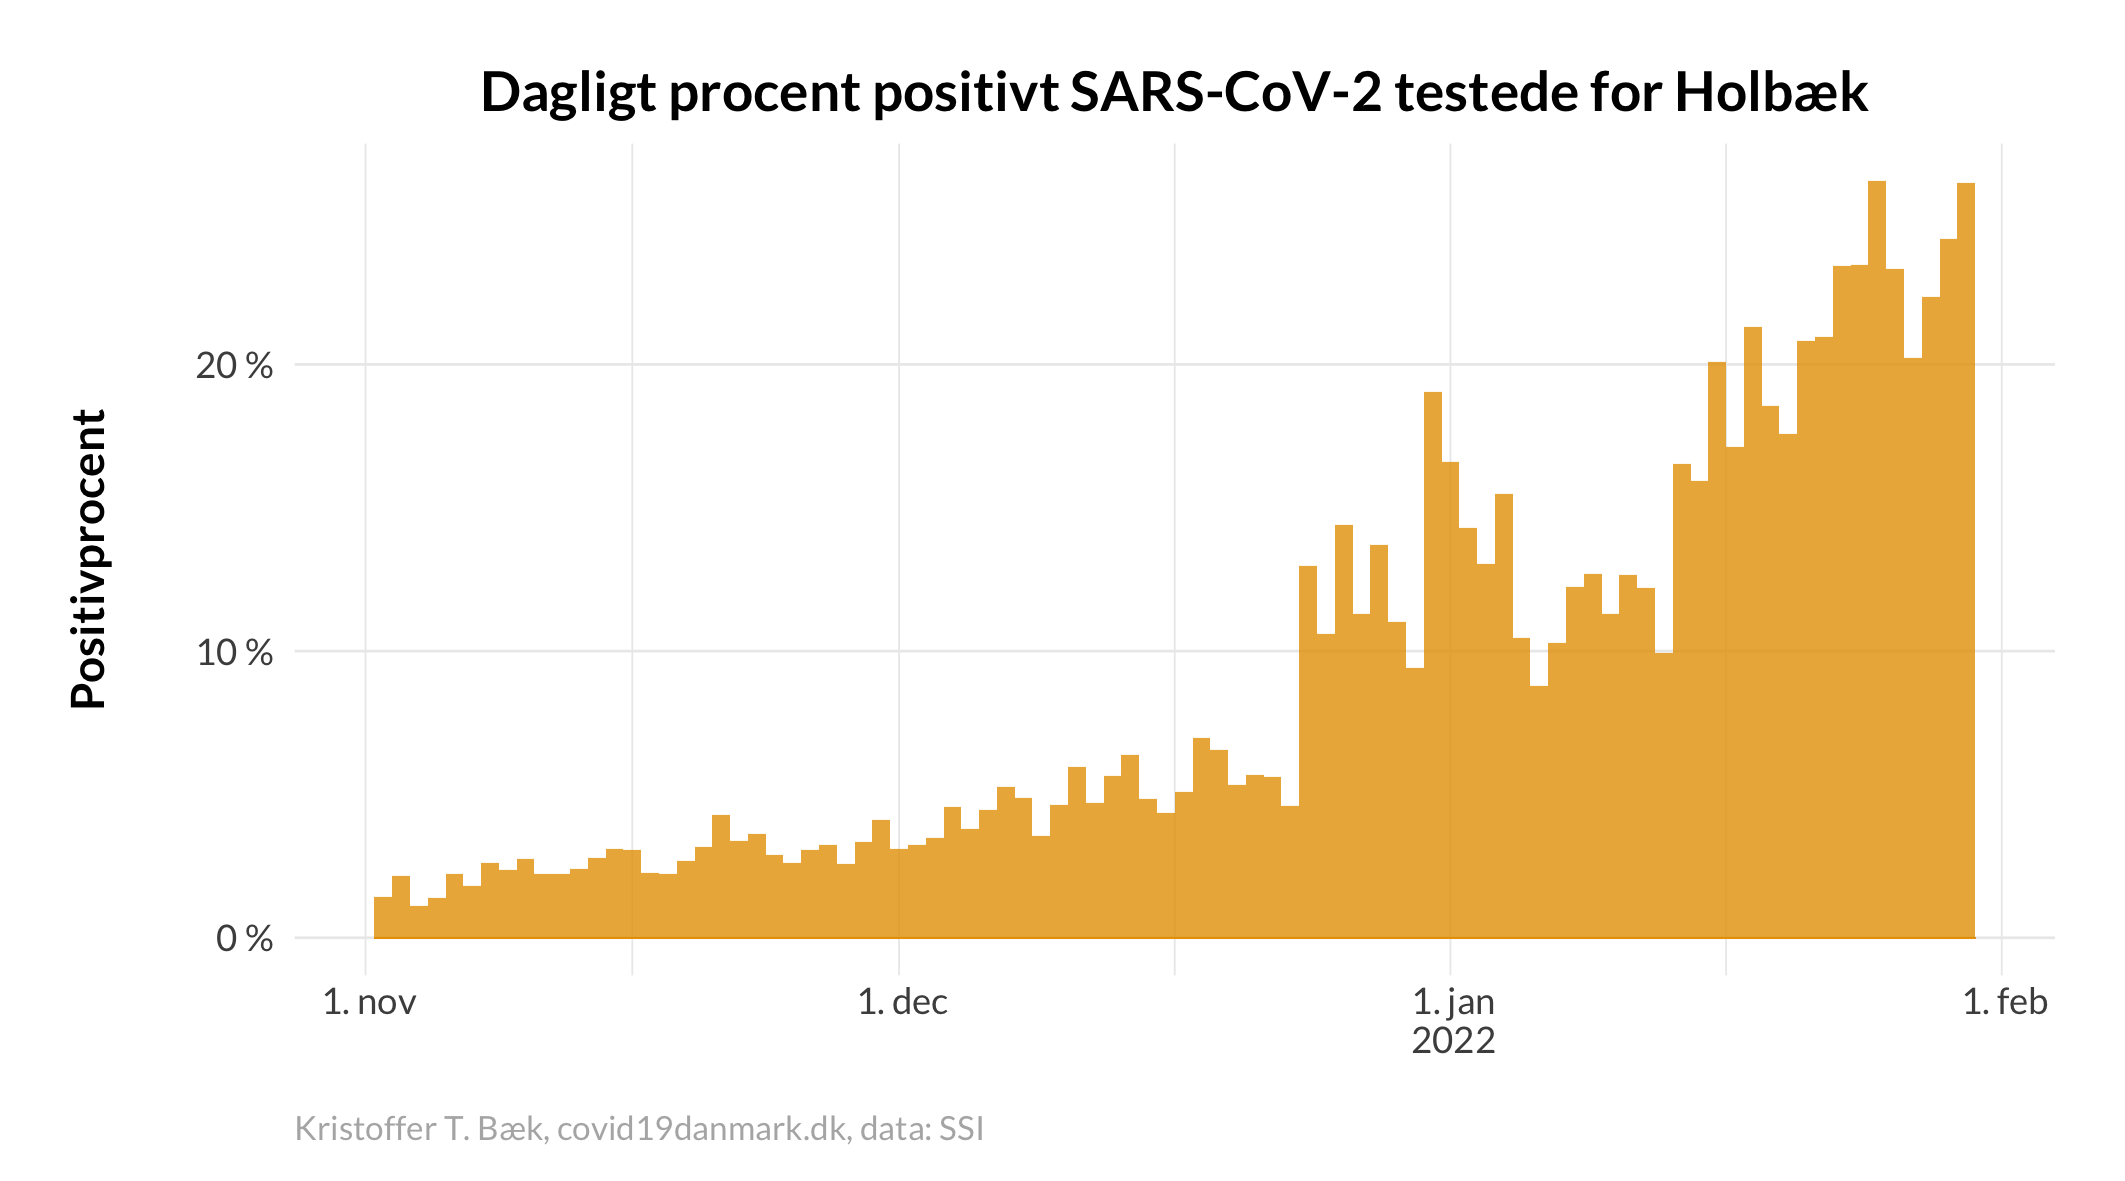 Dagligt procent positivt SARS-CoV-2 testede for Holbæk
Positivprocent
20 %
10 %
0 %
1. nov
1. dec
1. jan
2022
1. feb
Kristoffer T. Bæk, covid19danmark.dk, data: SSI